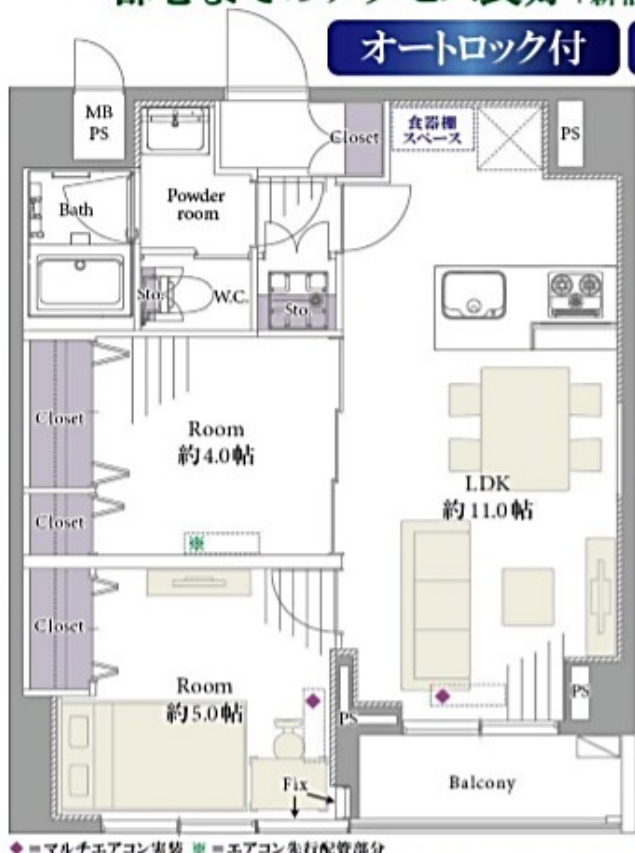 オートロック付
MB
PS
Closet
食器棚
スペース
PS
Bath
Powder
room
Sto.
W.C.
Sto.
Closet
Room
約4.0帖
Closet
※
LDK
約11.0帖
Closet
Room
約5.0帖
◆
◆
PS
PS
Fix
Balcony
◆=マルチエアコン実装 ※=エアコン先行配管部分